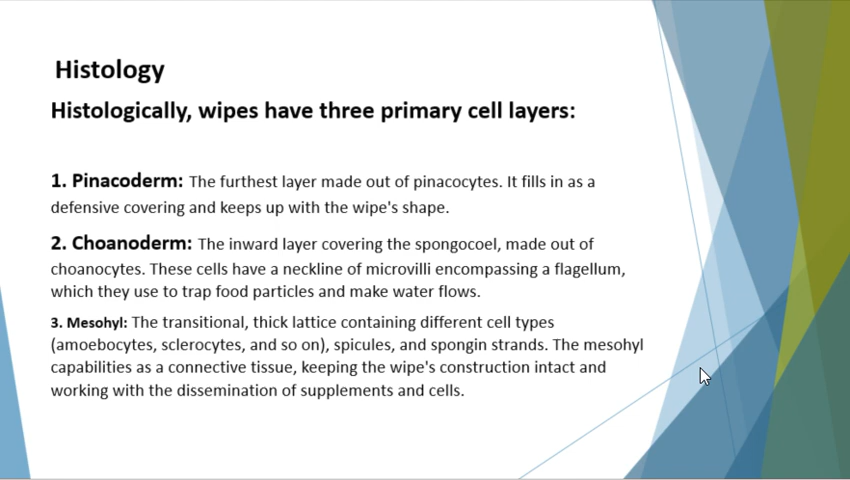 Histology
Histologically, wipes have three primary cell layers:
1. Pinacoderm: The furthest layer made out of pinacocytes. It fills in as a
defensive covering and keeps up with the wipe's shape.
2. Choanoderm: The inward layer covering the spongocoel, made out of
choanocytes. These cells have a neckline of microvilli encompassing a flagellum,
which they use to trap food particles and make water flows.
3. Mesohyl: The transitional, thick lattice containing different cell types
(amoebocytes, sclerocytes, and so on), spicules, and spongin strands. The mesohyl
capabilities as a connective tissue, keeping the wipe's construction intact and
working with the dissemination of supplements and cells.